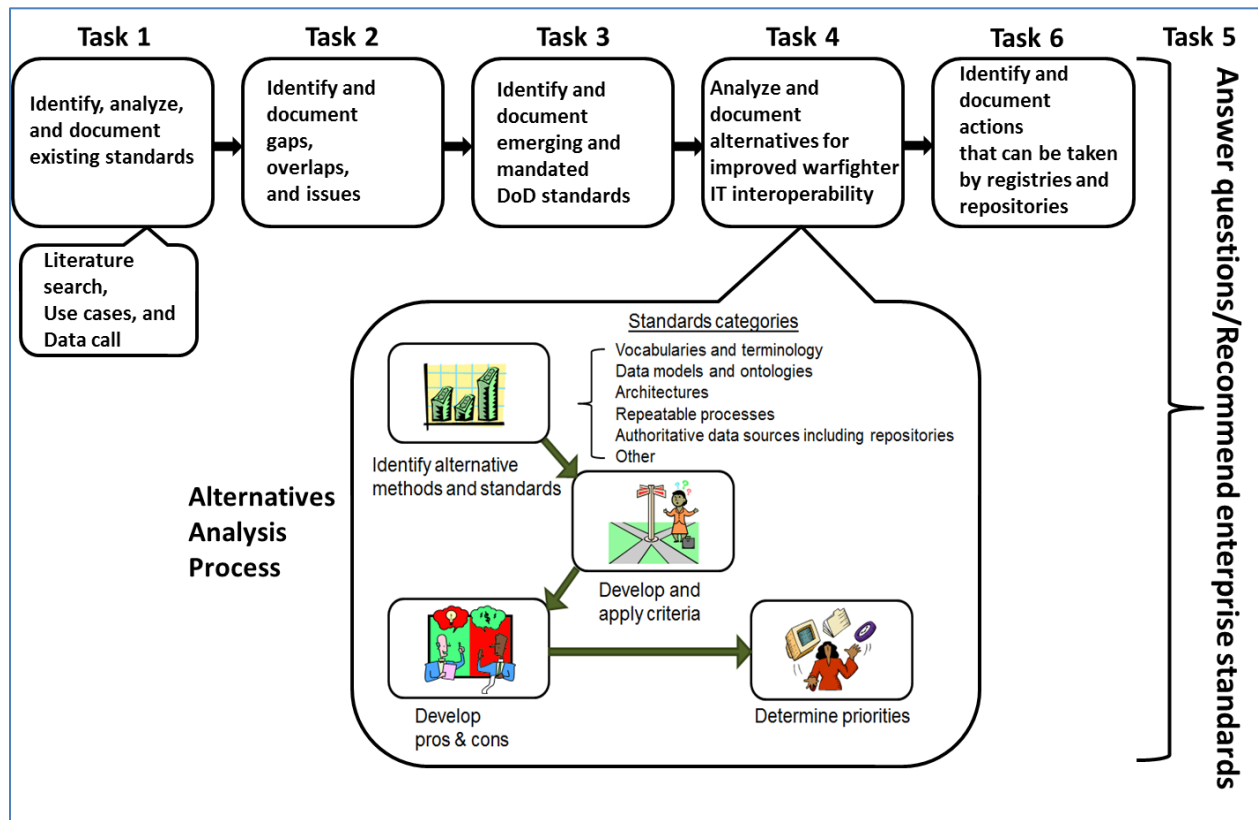 Task 1
Task 2
Task 3
Task 4
Task 6
Task 5
Identify, analyze,
and document
existing standards
Identify and
document
gaps,
overlaps,
and issues
Identify and
document
emerging and
mandated
DoD standards
Analyze and
document
alternatives for
improved warfighter
IT interoperability
Identify and
document
actions
that can be taken
by registries and
repositories
Answer questions/Recommend enterprise standards
Literature
search,
Use cases, and
Data call
Standards categories
Vocabularies and terminology
Data models and ontologies
Architectures
Repeatable processes
Authoritative data sources including repositories
Other
Identify alternative
methods and standards
Alternatives
Analysis
Process
Develop and
apply criteria
Develop
pros & cons
Determine priorities